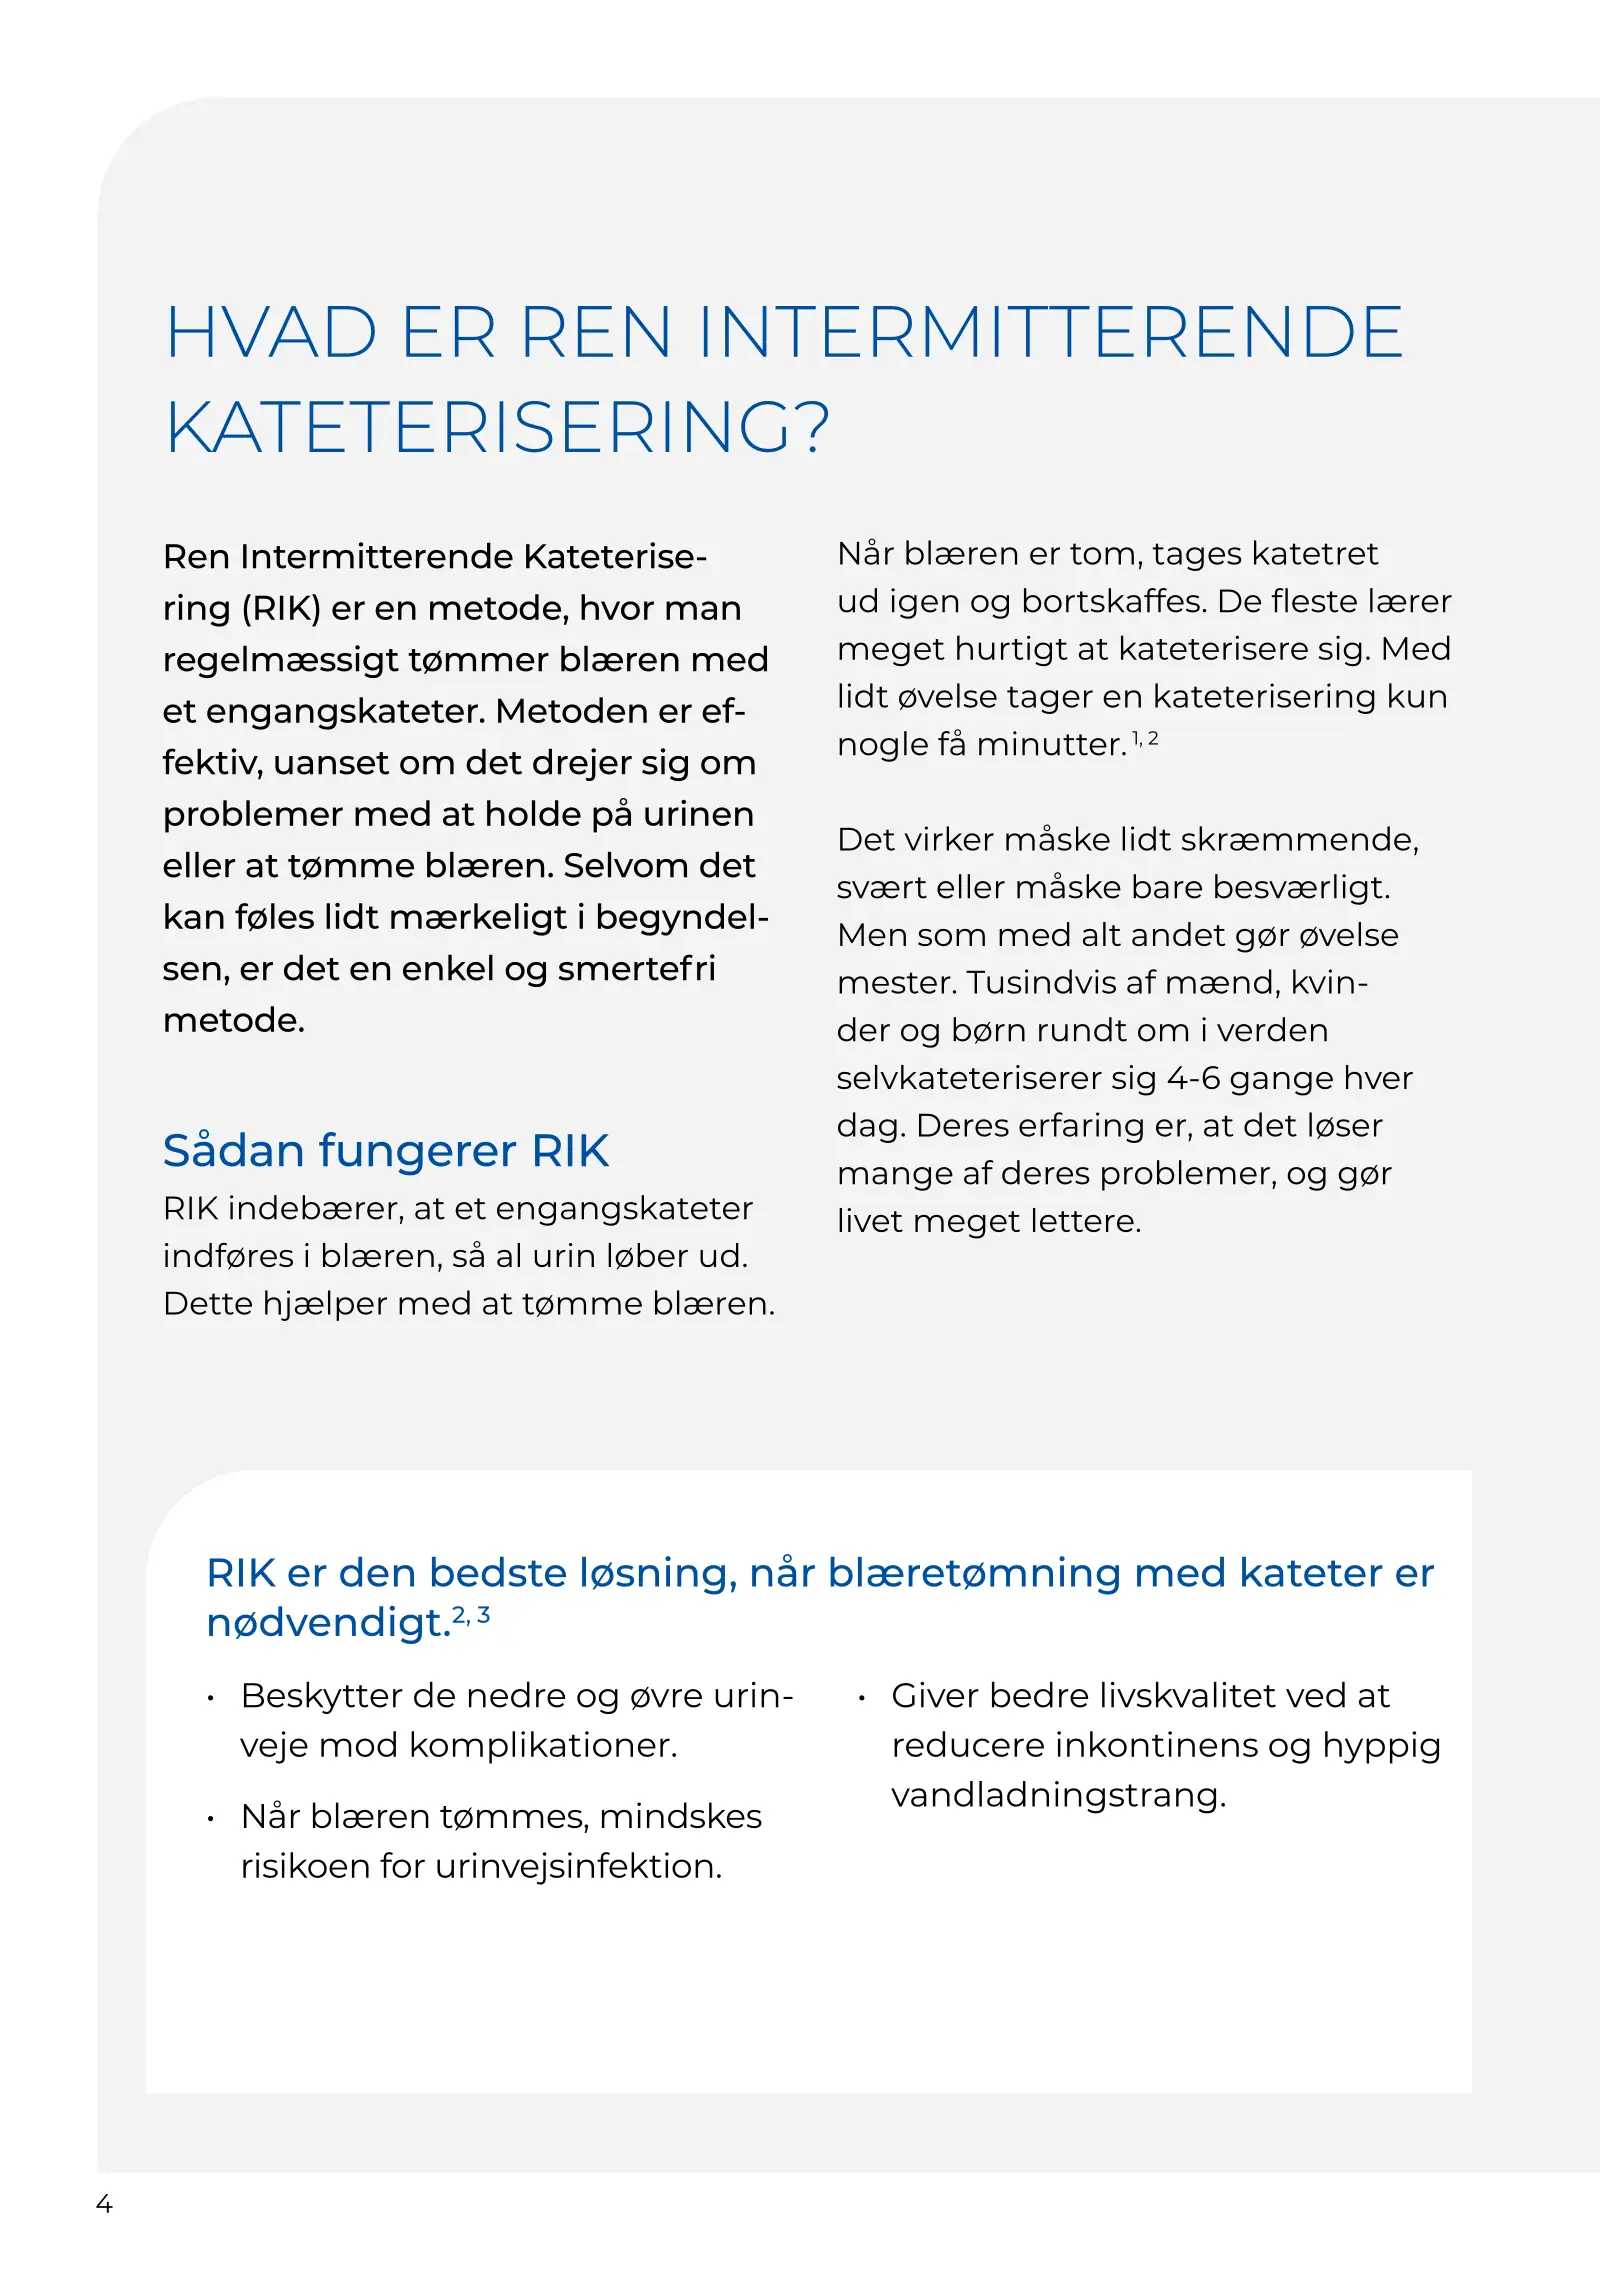 HVAD ER REN INTERMITTERENDE
KATETERISERING?
Ren Intermitterende Kateterise-
ring (RIK) er en metode, hvor man
regelmæssigt tømmer blæren med
et engangskateter. Metoden er ef-
fektiv, uanset om det drejer sig om
problemer med at holde på urinen
eller at tømme blæren. Selvom det
kan føles lidt mærkeligt i begyndel-
sen, er det en enkel og smertefri
metode.
Sådan fungerer RIK
RIK indebærer, at et engangskateter
indføres i blæren, så al urin løber ud.
Dette hjælper med at tømme blæren.
Når blæren er tom, tages katetret
ud igen og bortskaffes. De fleste lærer
meget hurtigt at kateterisere sig. Med
lidt øvelse tager en kateterisering kun
nogle få minutter. 1, 2
Det virker måske lidt skræmmende,
svært eller måske bare besværligt.
Men som med alt andet gør øvelse
mester. Tusindvis af mænd, kvin-
der og børn rundt om i verden
selvkateteriserer sig 4-6 gange hver
dag. Deres erfaring er, at det løser
mange af deres problemer, og gør
livet meget lettere.
RIK er den bedste løsning, når blæretømning med kateter er
nødvendigt.2, 3
• Beskytter de nedre og øvre urin-
veje mod komplikationer.
• Når blæren tømmes, mindskes
risikoen for urinvejsinfektion.
• Giver bedre livskvalitet ved at
reducere inkontinens og hyppig
vandladningstrang.
4